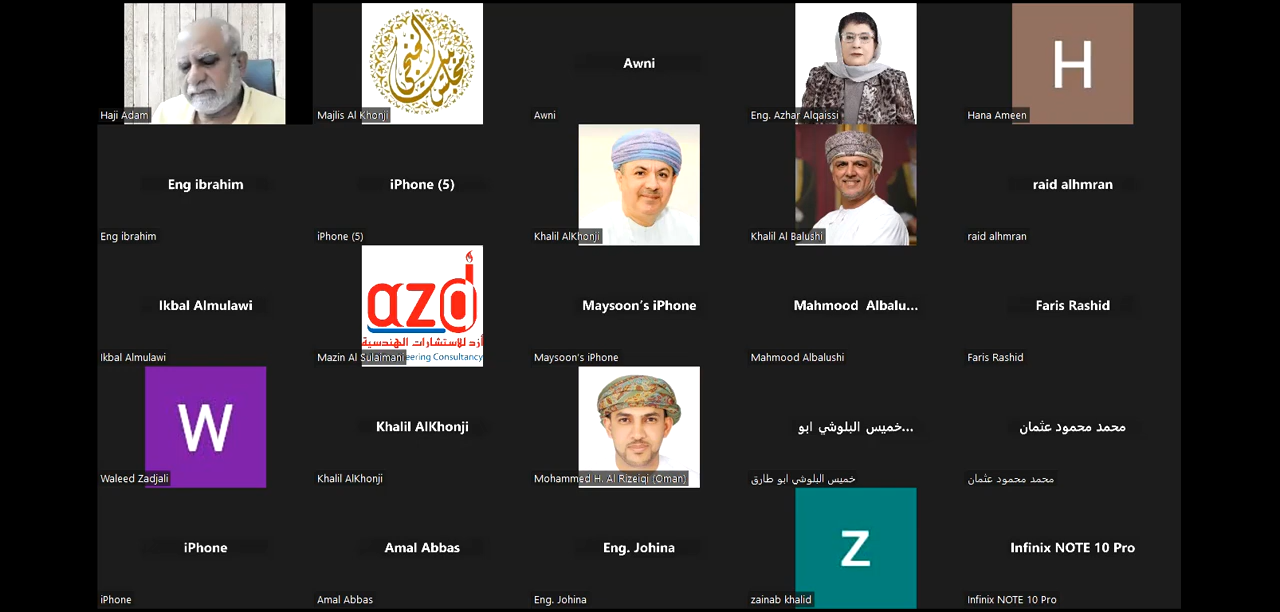 Haji Adam
مجلس الخنجي
Majlis Al Khonji
Awni
Awni
Eng. Azhar Alqaissi
H
Hana Ameen
Eng ibrahim
Eng ibrahim
iPhone (5)
iPhone (5)
Khalil AlKhonji
Khalil Al Balushi
raid alhmran
raid alhmran
Ikbal Almulawi
Ikbal Almulawi
azd
أزد للاستشارات الهندسية
eering Consultancy
Mazin Al Sulaimani
Maysoon’s iPhone
Maysoon's iPhone
Mahmood Albalu...
Mahmood Albalushi
Faris Rashid
Faris Rashid
W
Waleed Zadjali
Khalil AlKhonji
Khalil AlKhonji
Mohammed H. Al Rizeiqi (Oman)
خميس البلوشي ابو...
خميس البلوشي ابو طارق
محمد محمود عثمان
محمد محمود عثمان
iPhone
iPhone
Amal Abbas
Amal Abbas
Eng. Johina
Eng. Johina
Z
zainab khalid
Infinix NOTE 10 Pro
Infinix NOTE 10 Pro